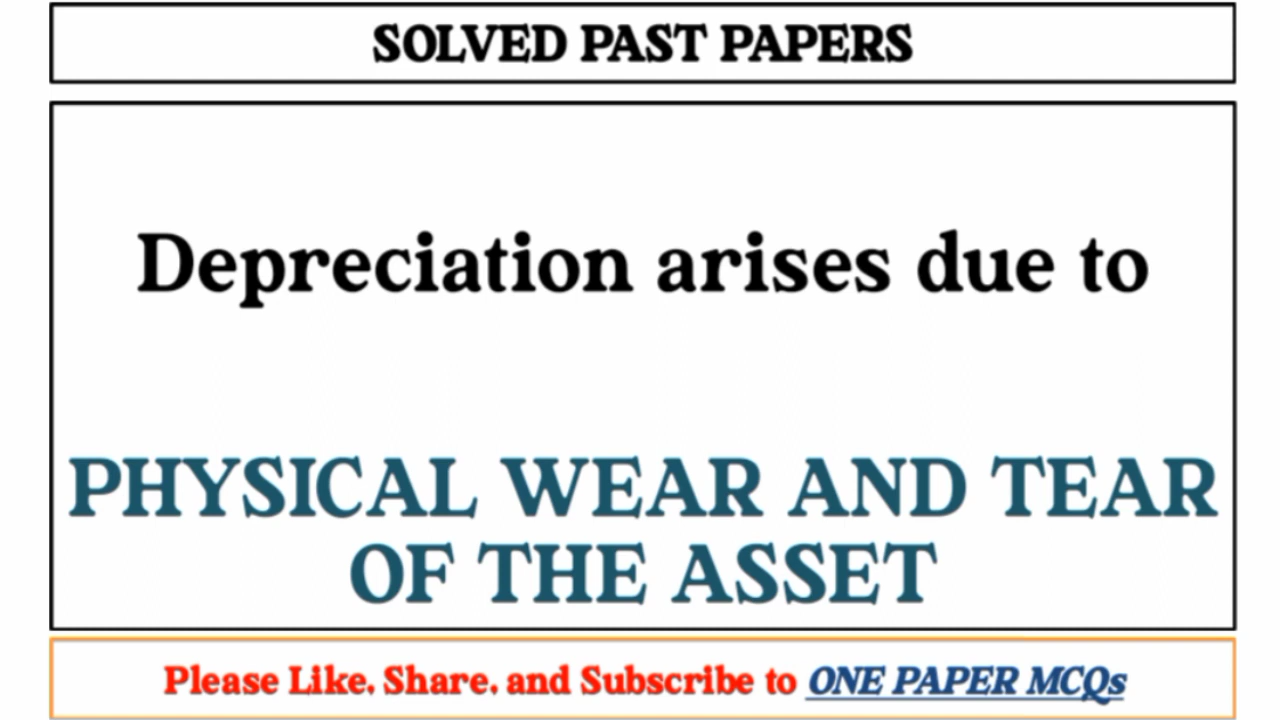 SOLVED PAST PAPERS
Depreciation arises due to
PHYSICAL WEAR AND TEAR
OF THE ASSET
Please Like. Share. and Subscribe to ONE PAPER MCQs